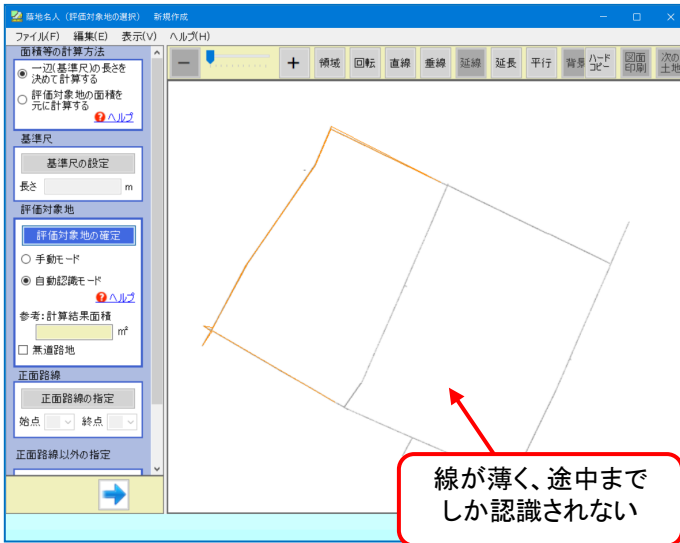 蔭地名人（評価対象地の選択） 新規作成
ファイル(F) 編集(E) 表示(V) ヘルプ(H)
面積等の計算方法
一辺(基準尺)の長さを
決めて計算する
評価対象地の面積を
元に計算する
ヘルプ
基準尺
基準尺の設定
長さ m
評価対象地
評価対象地の確定
手動モード
自動認識モード
ヘルプ
参考:計算結果面積
㎡
無道路地
正面路線
正面路線の指定
始点 終点
正面路線以外の指定
− + 領域 回転 直線 垂線 延線 延長 平行 背景 ハード
コピー 図面
印刷 次の
土地
線が薄く、途中まで
しか認識されない